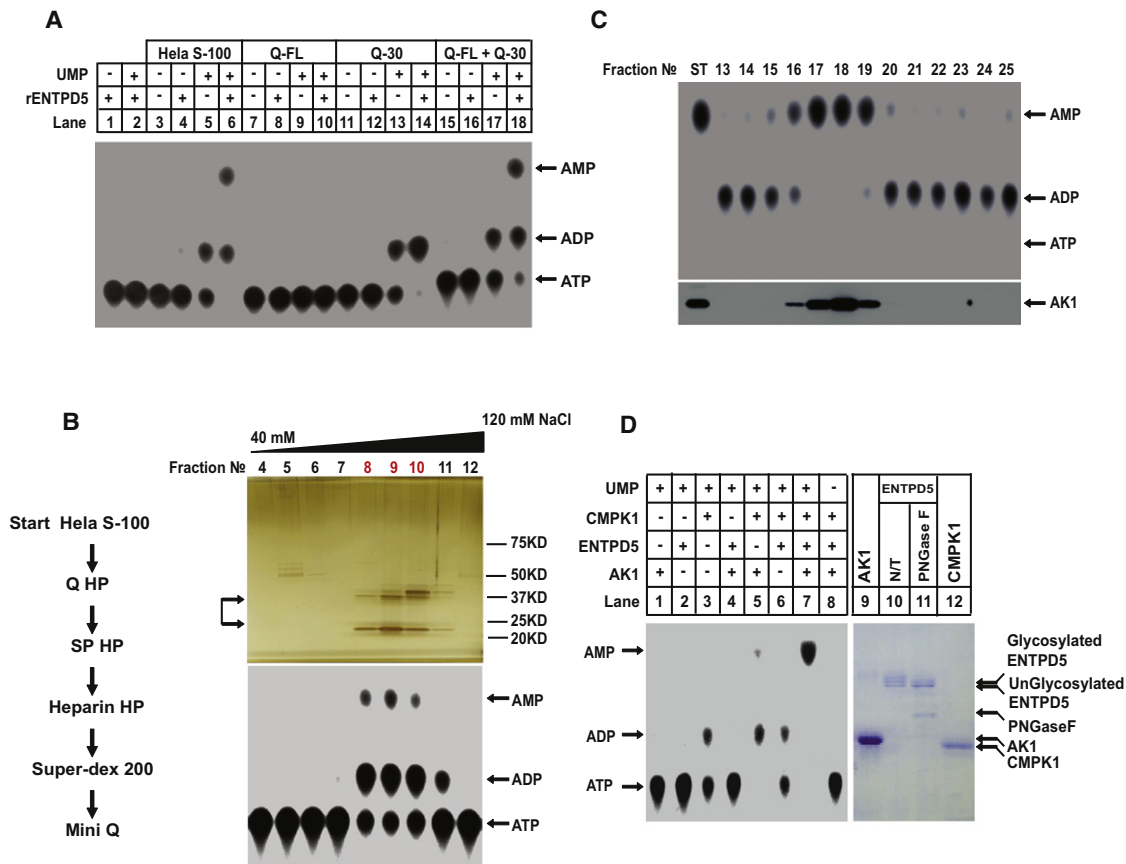 A
Hela S-100 Q-FL Q-30 Q-FL + Q-30
UMP - + - - + + - - + + - - + + - - + +
rENTPD5 + + - + - + - + - + - + - + - + - +
Lane 1 2 3 4 5 6 7 8 9 10 11 12 13 14 15 16 17 18
AMP
ADP
ATP
C
Fraction № ST 13 14 15 16 17 18 19 20 21 22 23 24 25
AMP
ADP
ATP
AK1
B
Start Hela S-100
Q HP
SP HP
Heparin HP
Super-dex 200
Mini Q
40 mM
120 mM NaCl
Fraction № 4 5 6 7 8 9 10 11 12
75KD
50KD
37KD
25KD
20KD
AMP
ADP
ATP
D
UMP + + + + + + + -
CMPK1 - - + - + + + +
ENTPD5 - + - + - + + +
AK1 + - - + + - + +
Lane 1 2 3 4 5 6 7 8
AK1
ENTPD5
N/T
PNGase F
CMPK1
9 10 11 12
AMP
ADP
ATP
Glycosylated
ENTPD5
UnGlycosylated
ENTPD5
PNGaseF
AK1
CMPK1